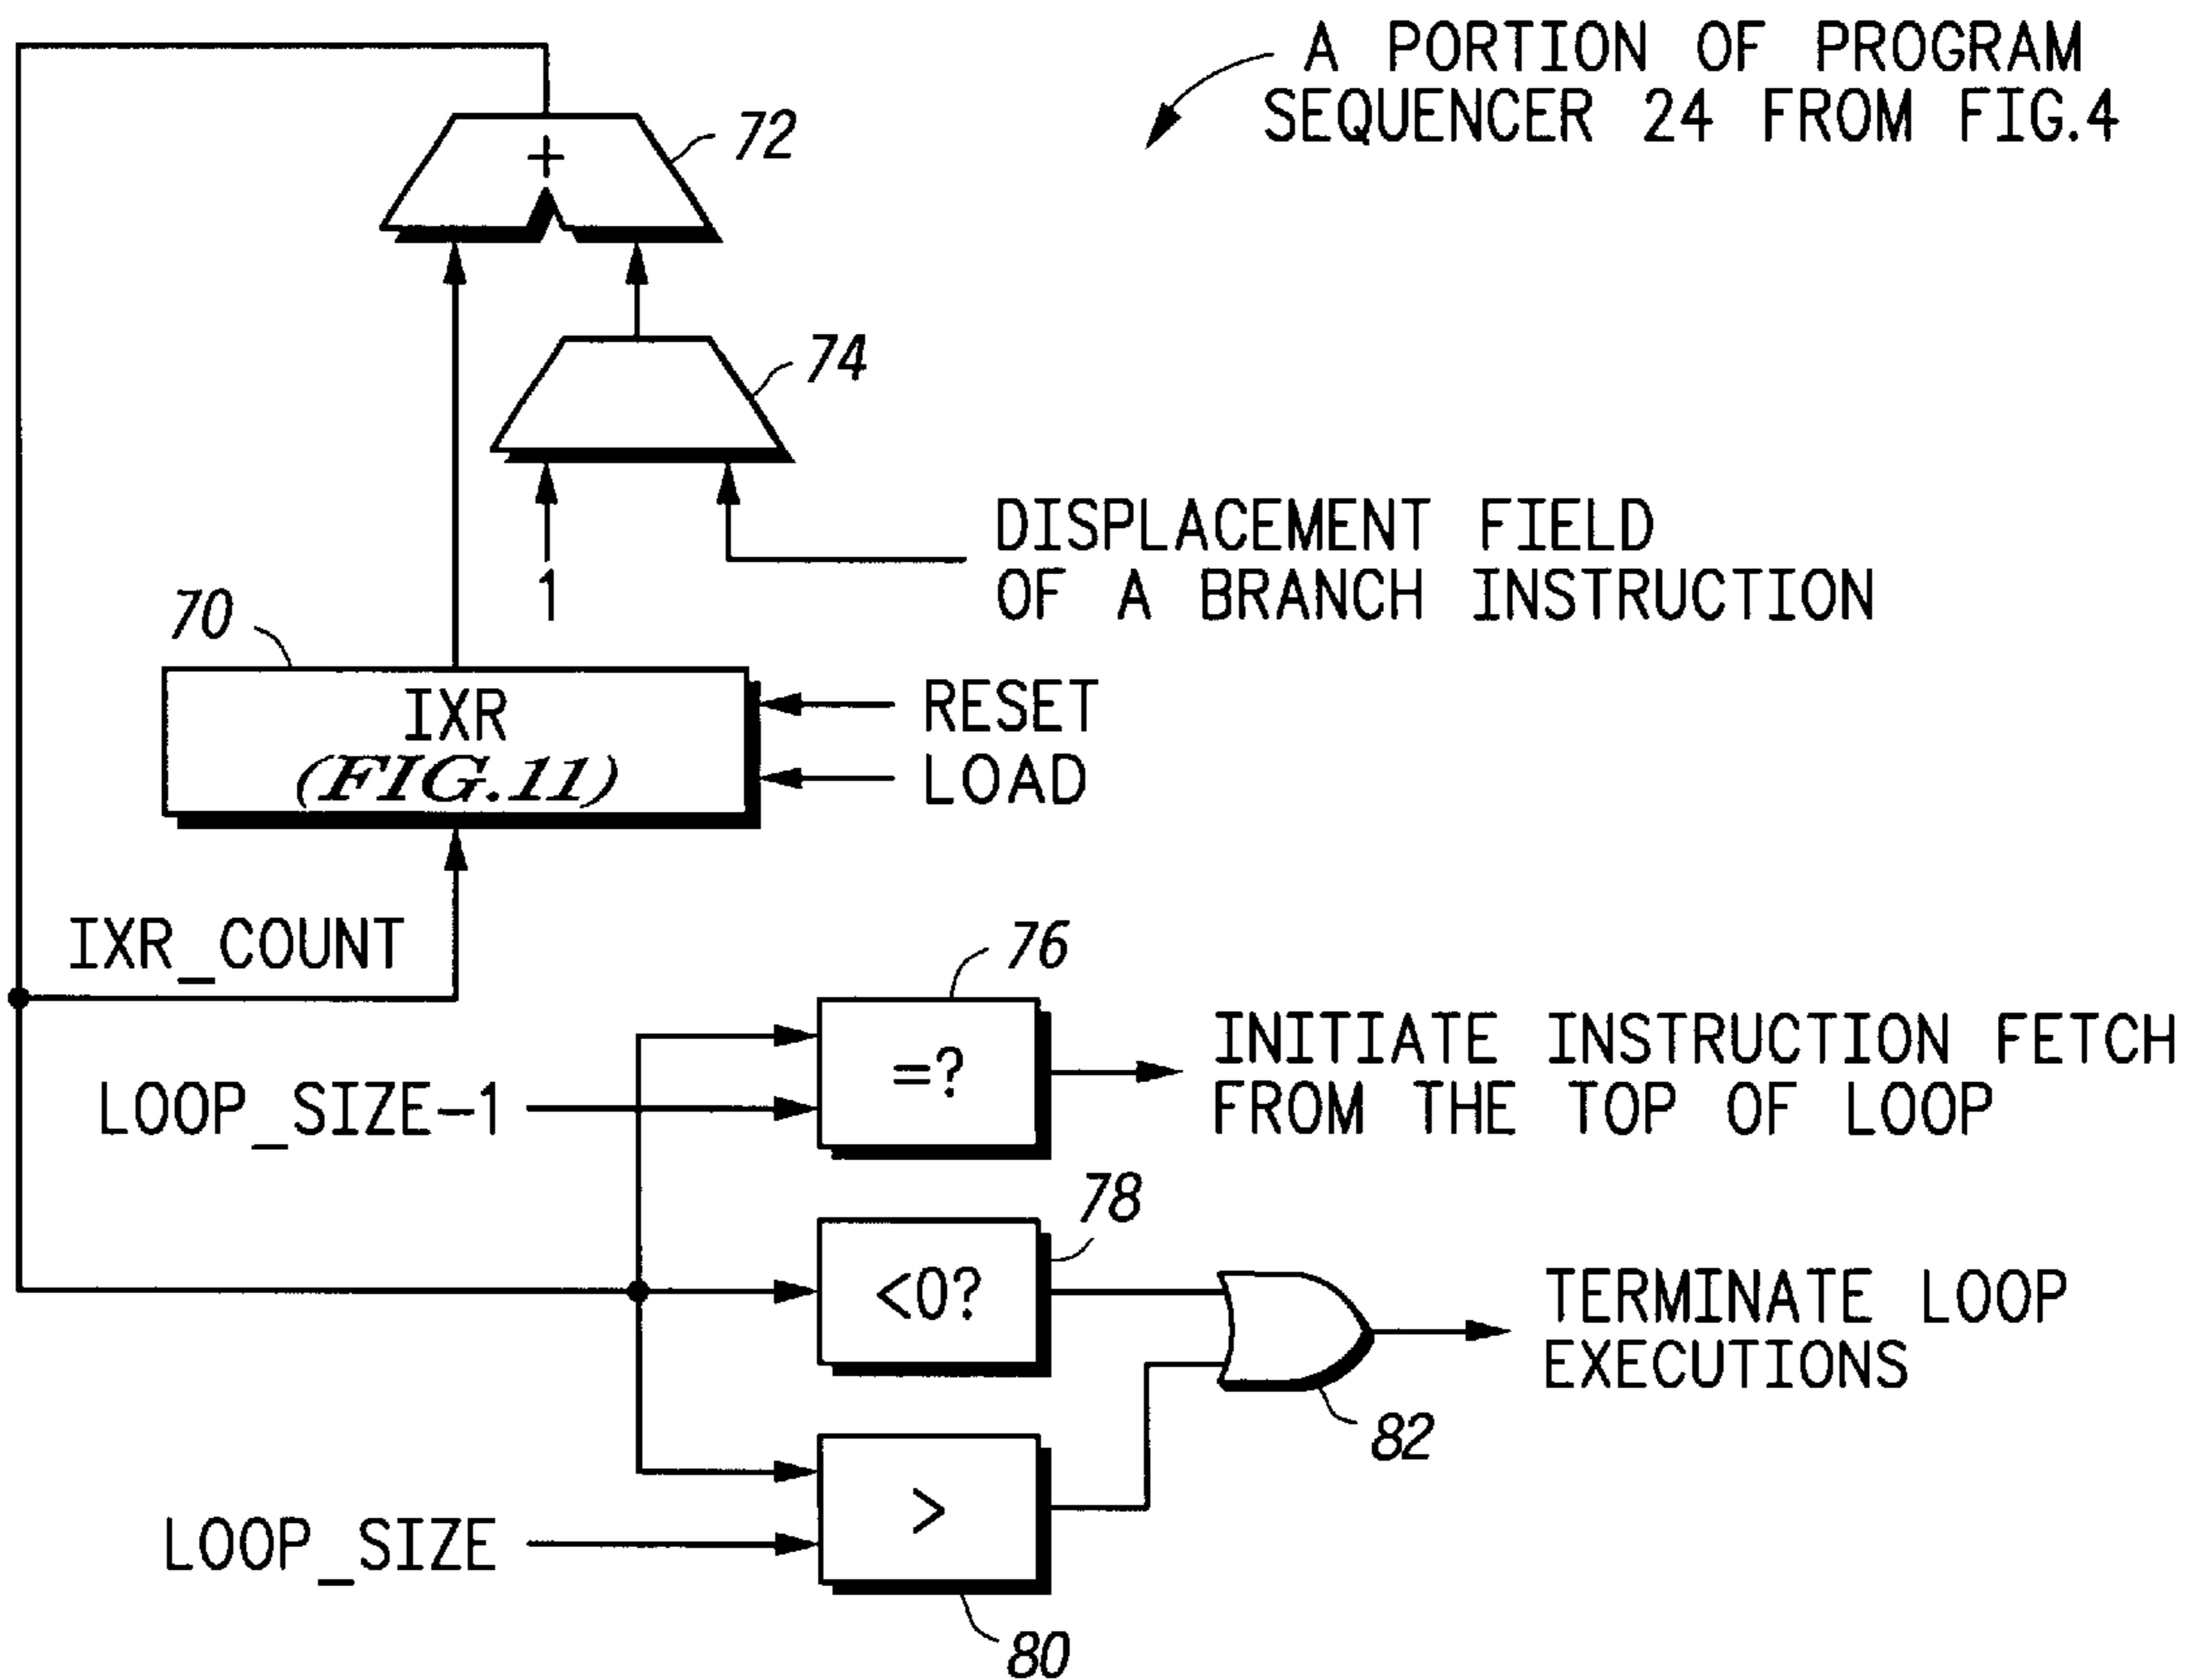 A PORTION OF PROGRAM
SEQUENCER 24 FROM FIG.4
+
72
74
DISPLACEMENT FIELD
OF A BRANCH INSTRUCTION
1
70
IXR
(FIG.11)
RESET
LOAD
IXR_COUNT
76
=?
INITIATE INSTRUCTION FETCH
FROM THE TOP OF LOOP
LOOP_SIZE-1
78
<0?
TERMINATE LOOP
EXECUTIONS
82
>
LOOP_SIZE
80